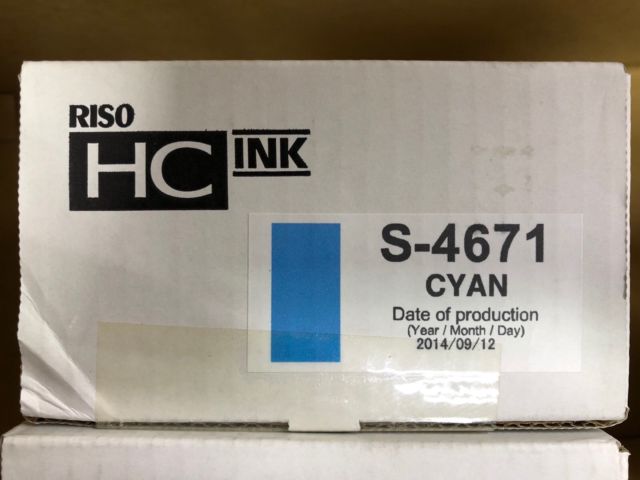 RISO
HC INK
S-4671
CYAN
Date of production
(Year / Month / Day)
2014/09/12